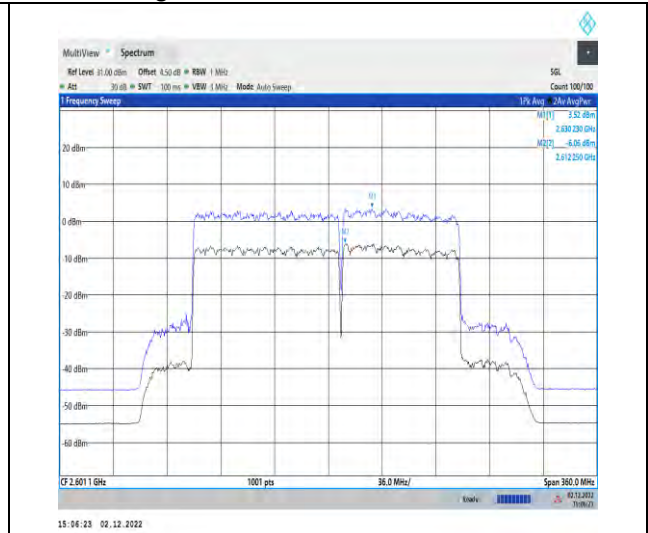 MultiView Spectrum
Ref Level 31.00 dBm Offset 4.50 dB RBW 1 MHz SGL
Att 30 dB SWT 100 ms VBW 3 MHz Mode Auto Sweep Count 100/100
1 Frequency Sweep 1Pk Avg 2Av AvgPwr
M1[1] 3.52 dBm
2.630 230 GHz
M2[2] -6.06 dBm
2.612 250 GHz
20 dBm
10 dBm
M1
0 dBm
M2
-10 dBm
-20 dBm
-30 dBm
-40 dBm
-50 dBm
-60 dBm
CF 2.601 1 GHz 1001 pts 36.0 MHz/ Span 360.0 MHz
Ready 02.12.2022
15:06:23
15:06:23 02.12.2022